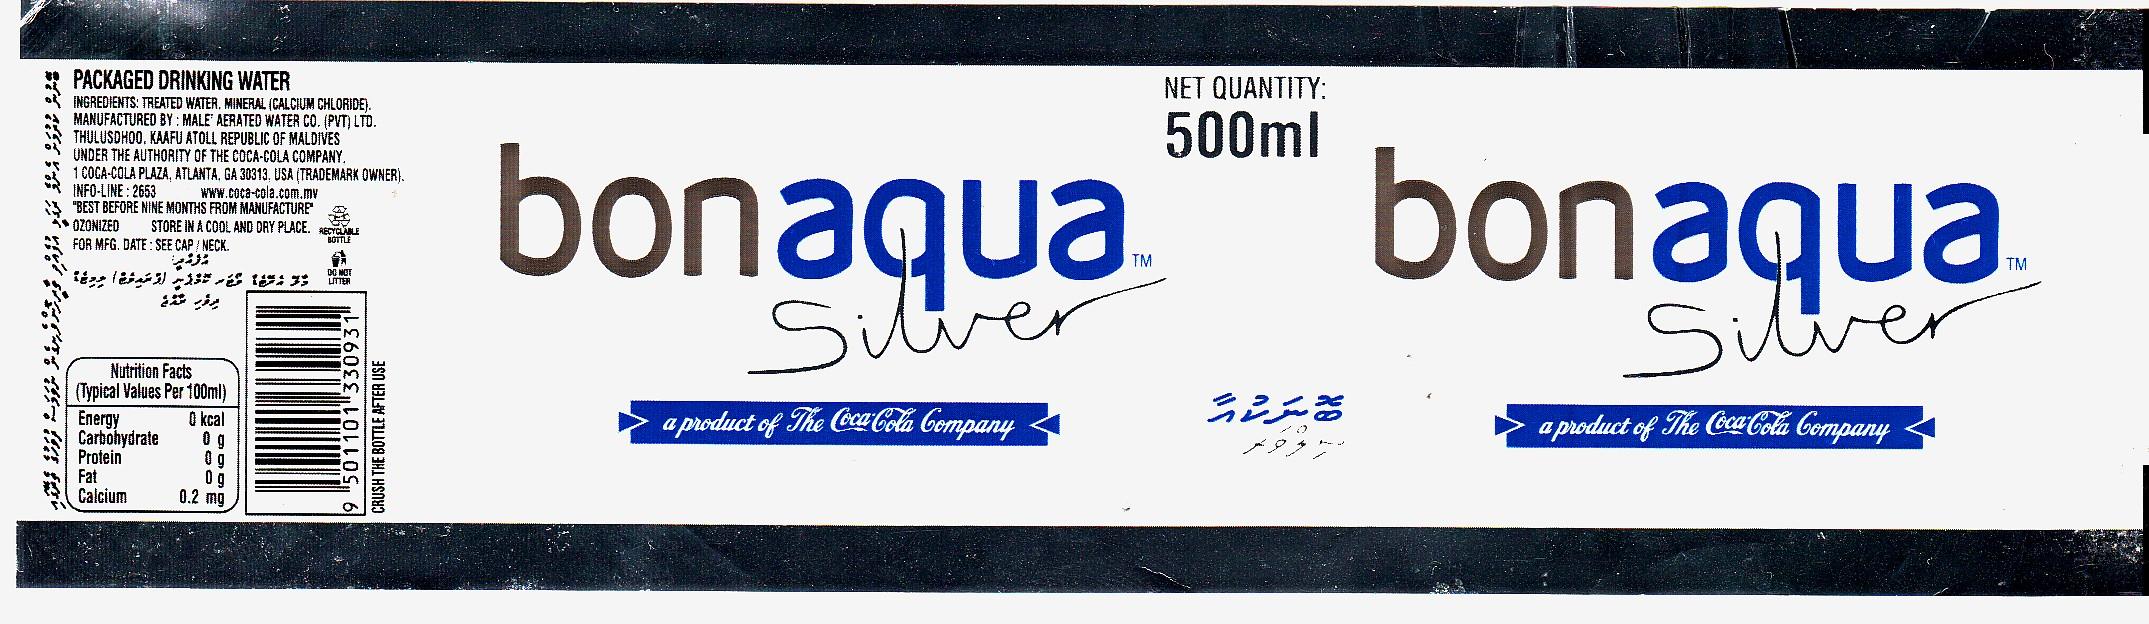 PACKAGED DRINKING WATER
INGREDIENTS: TREATED WATER, MINERAL (CALCIUM CHLORIDE).
MANUFACTURED BY : MALE' AERATED WATER CO. (PVT) LTD.
THULUSDHOO, KAAFU ATOLL REPUBLIC OF MALDIVES
UNDER THE AUTHORITY OF THE COCA-COLA COMPANY,
1 COCA-COLA PLAZA, ATLANTA, GA 30313, USA (TRADEMARK OWNER).
INFO-LINE : 2653 www.coca-cola.com.mv
"BEST BEFORE NINE MONTHS FROM MANUFACTURE"
OZONIZED STORE IN A COOL AND DRY PLACE.
FOR MFG. DATE : SEE CAP / NECK.
RECYCLABLE
BOTTLE
DO NOT
LITTER
Nutrition Facts
(Typical Values Per 100ml)
Energy 0 kcal
Carbohydrate 0 g
Protein 0 g
Fat 0 g
Calcium 0.2 mg
9 501101 330931
CRUSH THE BOTTLE AFTER USE
bonaqua™
Silver
a product of The Coca-Cola Company
NET QUANTITY:
500ml
ބޮނަކުއާ
ސިލްވަރ
bonaqua™
Silver
a product of The Coca-Cola Company